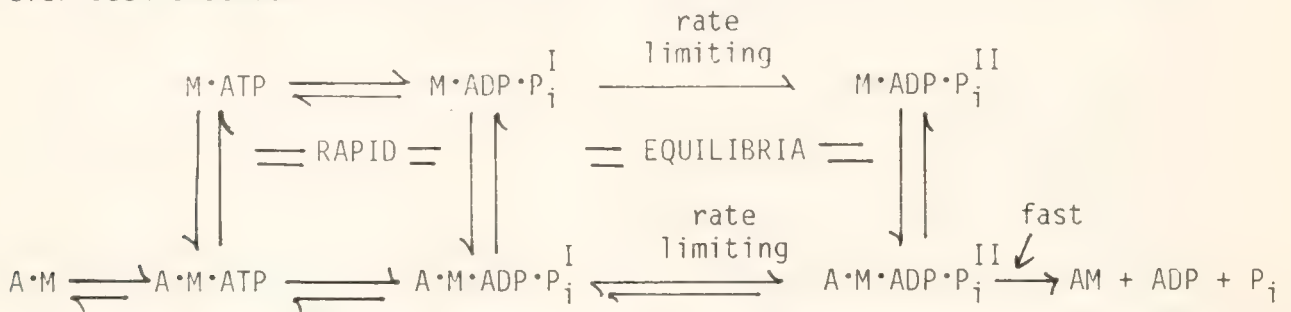 rate
limiting
M·ATP ⇌ M·ADP·P_i^I ⟶ M·ADP·P_i^II
= RAPID = = EQUILIBRIA =
rate
limiting
fast
A·M ⇌ A·M·ATP ⇌ A·M·ADP·P_i^I ⇌ A·M·ADP·P_i^II ⟶ AM + ADP + P_i